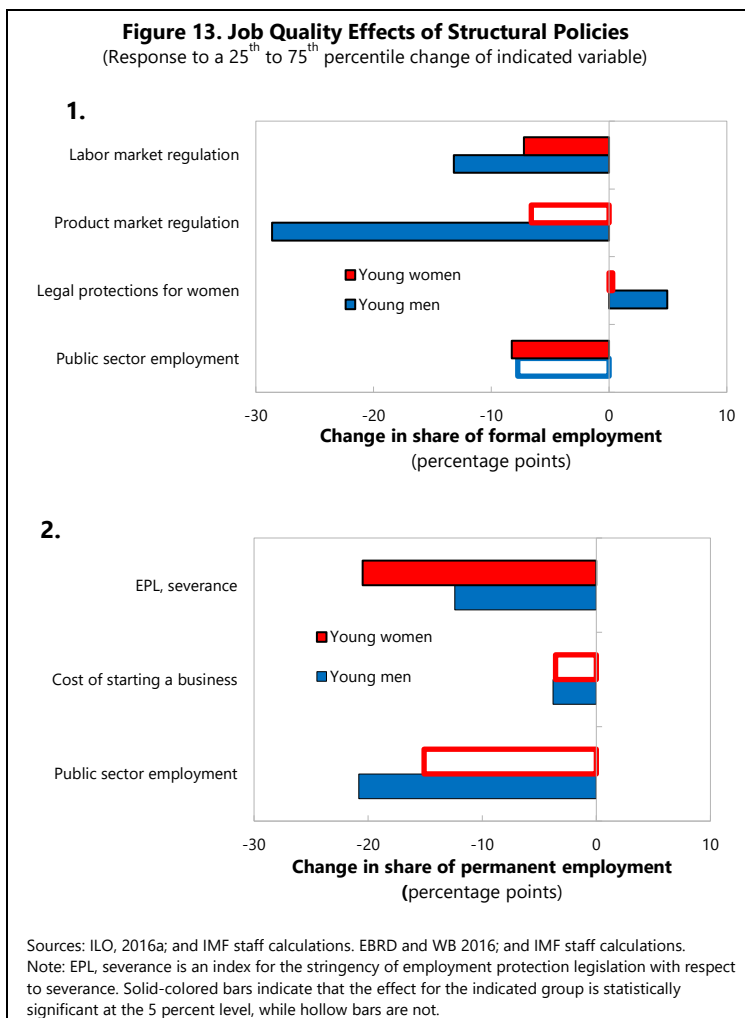 Figure 13. Job Quality Effects of Structural Policies
(Response to a 25th to 75th percentile change of indicated variable)
1.
Labor market regulation
Product market regulation
Legal protections for women
Public sector employment
Young women
Young men
-30 -20 -10 0 10
Change in share of formal employment
(percentage points)
2.
EPL, severance
Cost of starting a business
Public sector employment
Young women
Young men
-30 -20 -10 0 10
Change in share of permanent employment
(percentage points)
Sources: ILO, 2016a; and IMF staff calculations. EBRD and WB 2016; and IMF staff calculations.
Note: EPL, severance is an index for the stringency of employment protection legislation with respect
to severance. Solid-colored bars indicate that the effect for the indicated group is statistically
significant at the 5 percent level, while hollow bars are not.